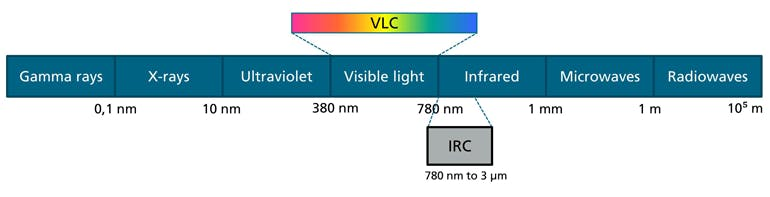 VLC
Gamma rays X-rays Ultraviolet Visible light Infrared Microwaves Radiowaves
0,1 nm 10 nm 380 nm 780 nm 1 mm 1 m 10⁵ m
IRC
780 nm to 3 µm